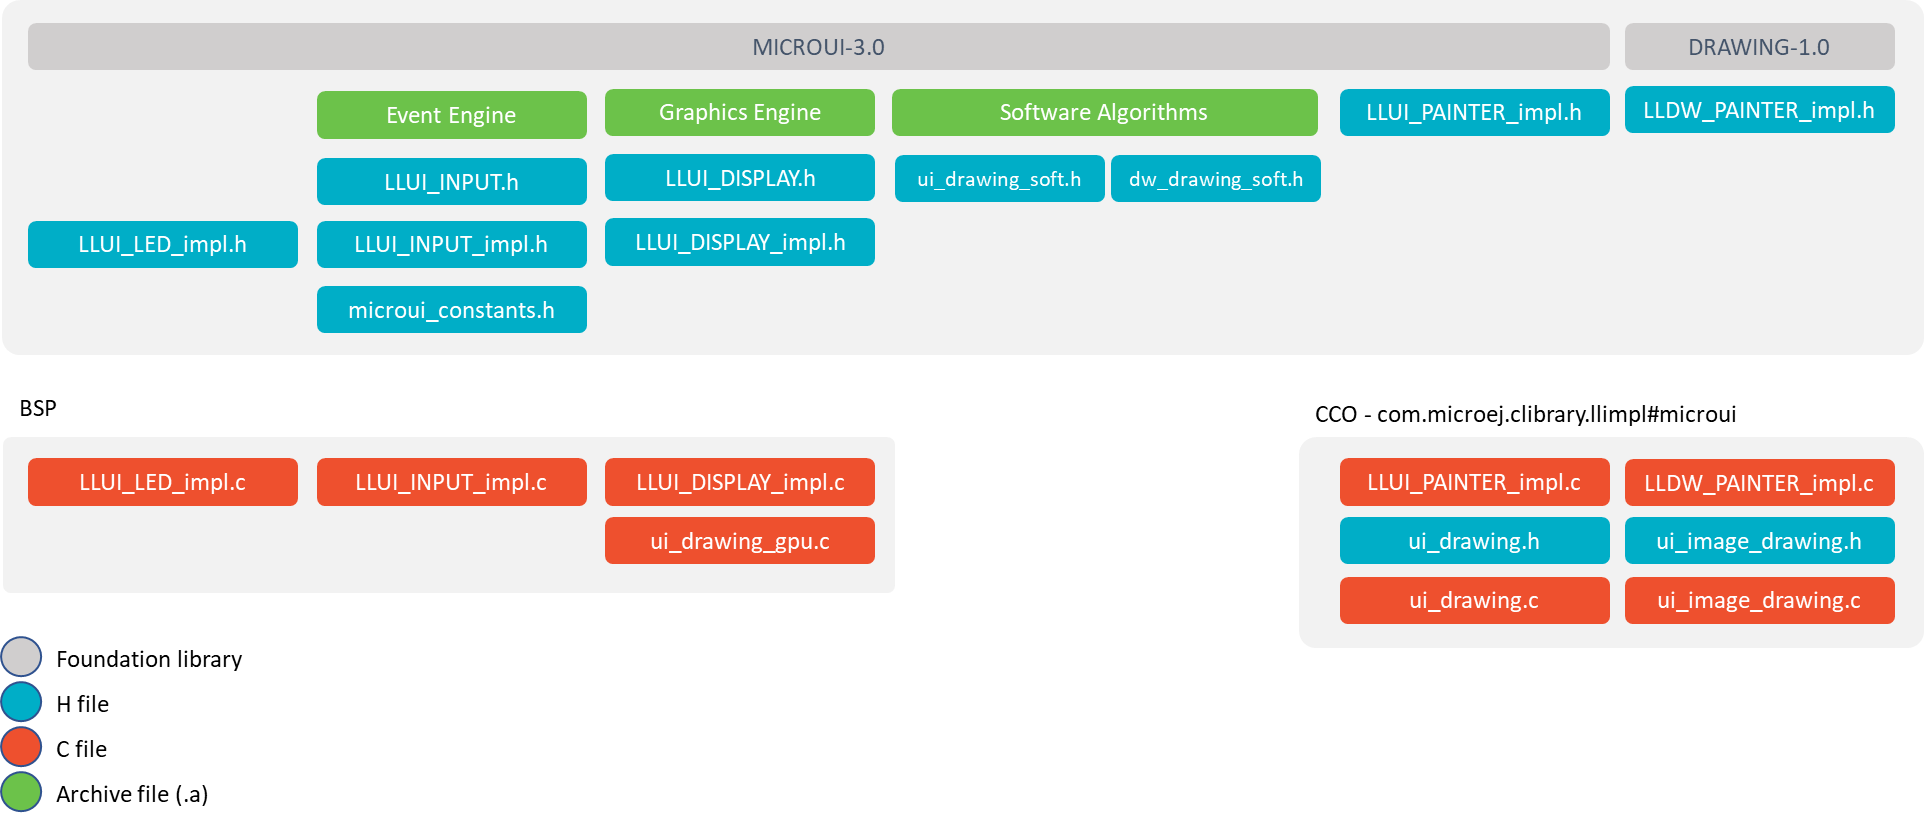 MICROUI-3.0
DRAWING-1.0
Event Engine
Graphics Engine
Software Algorithms
LLUI_PAINTER_impl.h
LLDW_PAINTER_impl.h
LLUI_INPUT.h
LLUI_DISPLAY.h
ui_drawing_soft.h
dw_drawing_soft.h
LLUI_LED_impl.h
LLUI_INPUT_impl.h
LLUI_DISPLAY_impl.h
microui_constants.h
BSP
LLUI_LED_impl.c
LLUI_INPUT_impl.c
LLUI_DISPLAY_impl.c
ui_drawing_gpu.c
CCO - com.microej.clibrary.llimpl#microui
LLUI_PAINTER_impl.c
LLDW_PAINTER_impl.c
ui_drawing.h
ui_image_drawing.h
ui_drawing.c
ui_image_drawing.c
Foundation library
H file
C file
Archive file (.a)